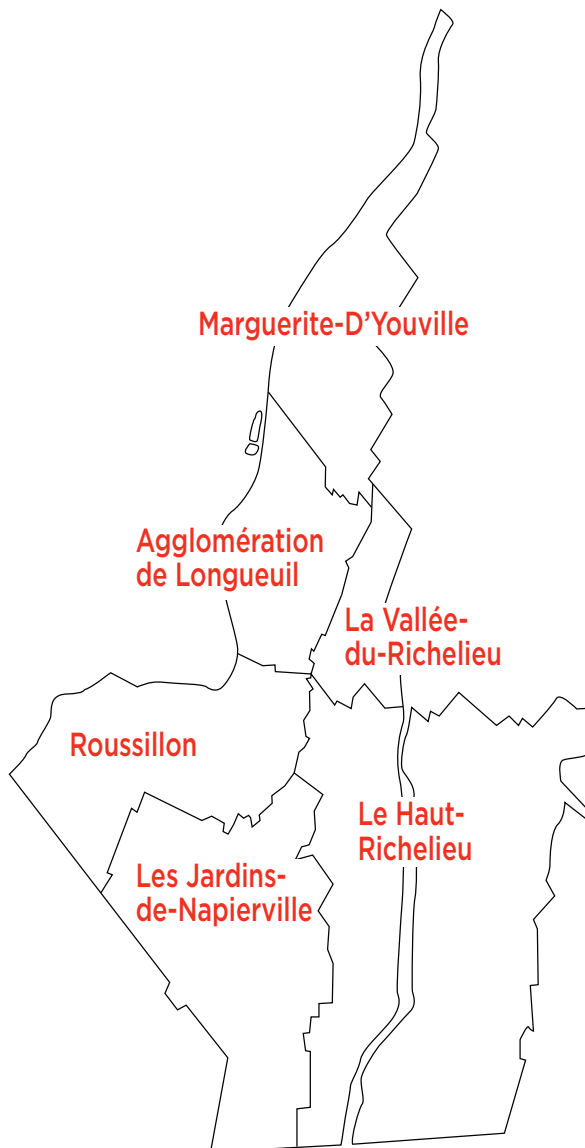 Marguerite-D’Youville
Agglomération
de Longueuil
La Vallée-
du-Richelieu
Roussillon
Le Haut-
Richelieu
Les Jardins-
de-Napierville